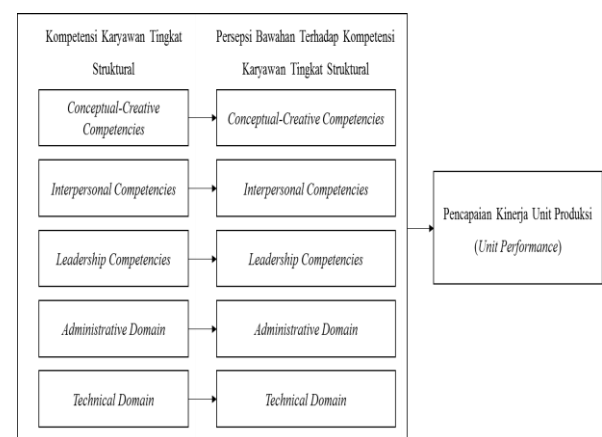 Kompetensi Karyawan Tingkat
Struktural
Persepsi Bawahan Terhadap Kompetensi
Karyawan Tingkat Struktural
Conceptual-Creative
Competencies
Conceptual-Creative Competencies
Interpersonal Competencies
Interpersonal Competencies
Leadership Competencies
Leadership Competencies
Administrative Domain
Administrative Domain
Technical Domain
Technical Domain
Pencapaian Kinerja Unit Produksi
(Unit Performance)